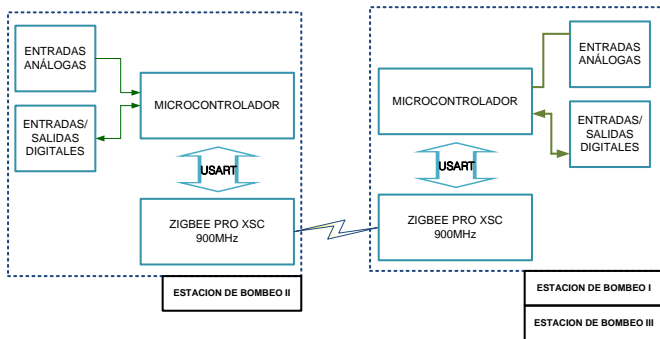 ENTRADAS
ANÁLOGAS
MICROCONTROLADOR
ENTRADAS/
SALIDAS
DIGITALES
USART
ZIGBEE PRO XSC
900MHz
ESTACION DE BOMBEO II
ENTRADAS
ANÁLOGAS
MICROCONTROLADOR
ENTRADAS/
SALIDAS
DIGITALES
USART
ZIGBEE PRO XSC
900MHz
ESTACION DE BOMBEO I
ESTACION DE BOMBEO III